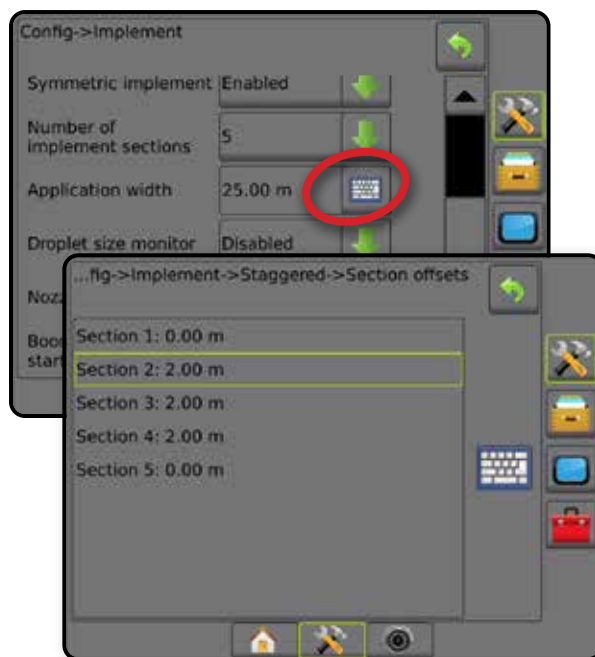 Config->Implement
Symmetric implement Enabled
Number of
implement sections 5
Application width 25.00 m
Droplet size monitor Disabled
...fig->Implement->Staggered->Section offsets
Section 1: 0.00 m
Section 2: 2.00 m
Section 3: 2.00 m
Section 4: 2.00 m
Section 5: 0.00 m